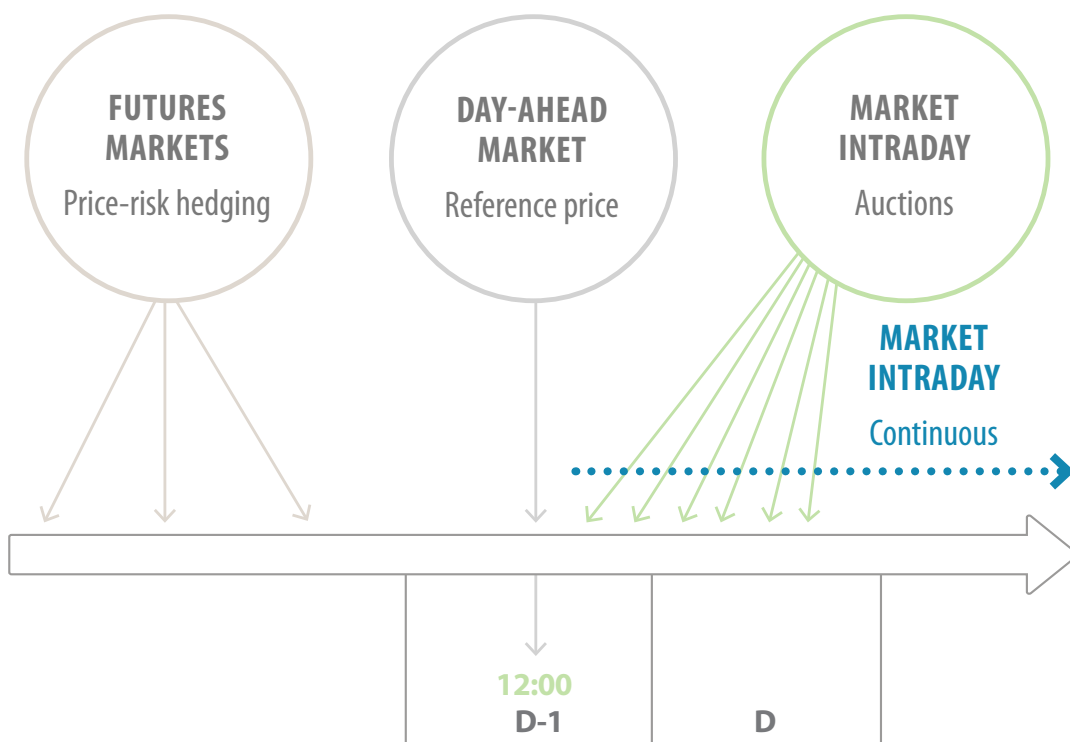 FUTURES
MARKETS
Price-risk hedging
DAY-AHEAD
MARKET
Reference price
MARKET
INTRADAY
Auctions
MARKET
INTRADAY
Continuous
12:00
D-1
D